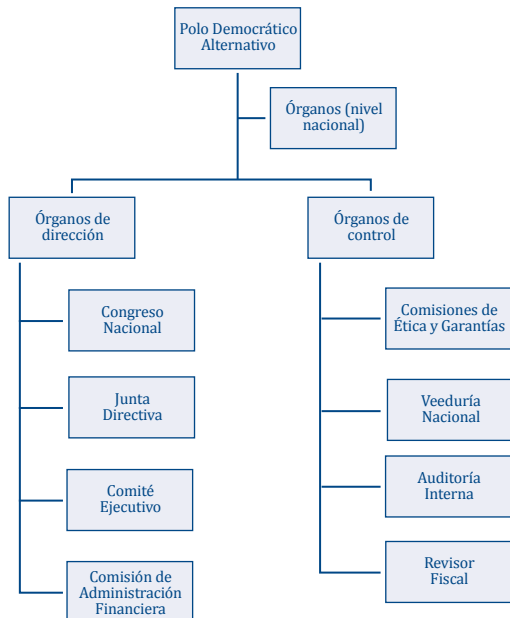 Polo Democrático
Alternativo
Órganos (nivel
nacional)
Órganos de
dirección
Órganos de
control
Congreso
Nacional
Junta
Directiva
Comité
Ejecutivo
Comisión de
Administración
Financiera
Comisiones de
Ética y Garantías
Veeduría
Nacional
Auditoría
Interna
Revisor
Fiscal